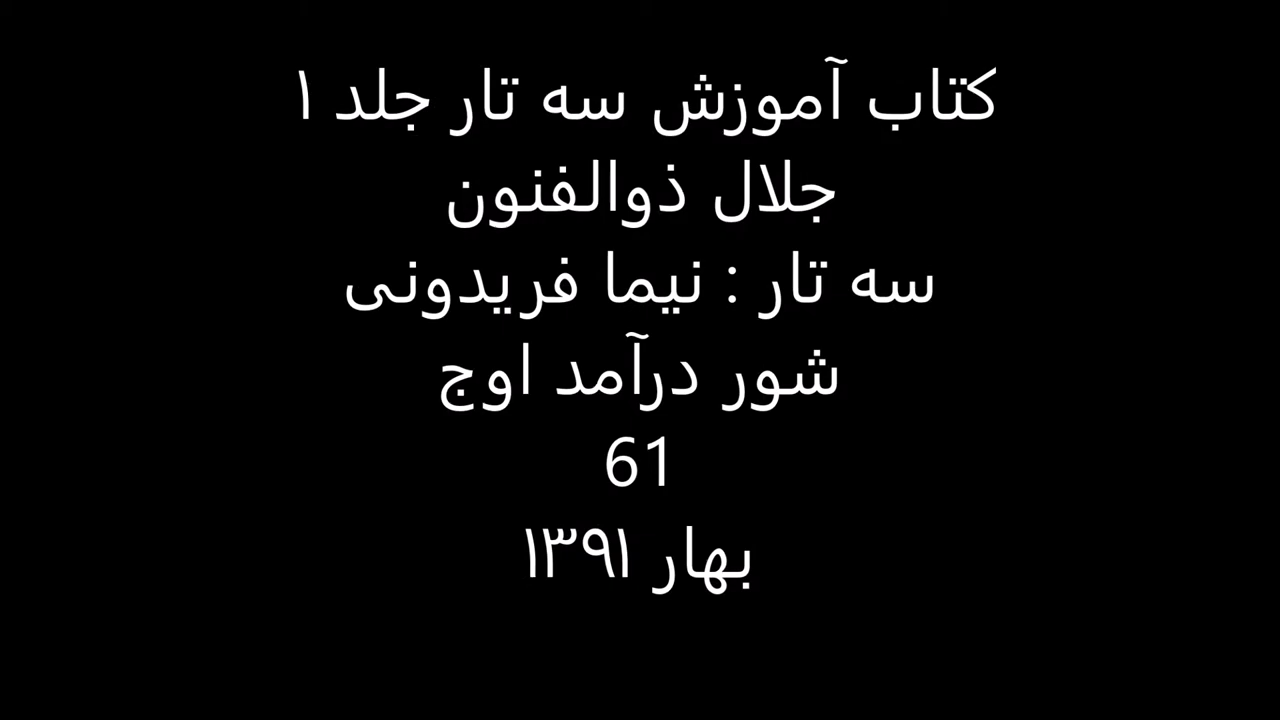 کتاب آموزش سه تار جلد ۱
جلال ذوالفنون
سه تار : نیما فریدونی
شور درآمد اوج
61
بهار ۱۳۹۱